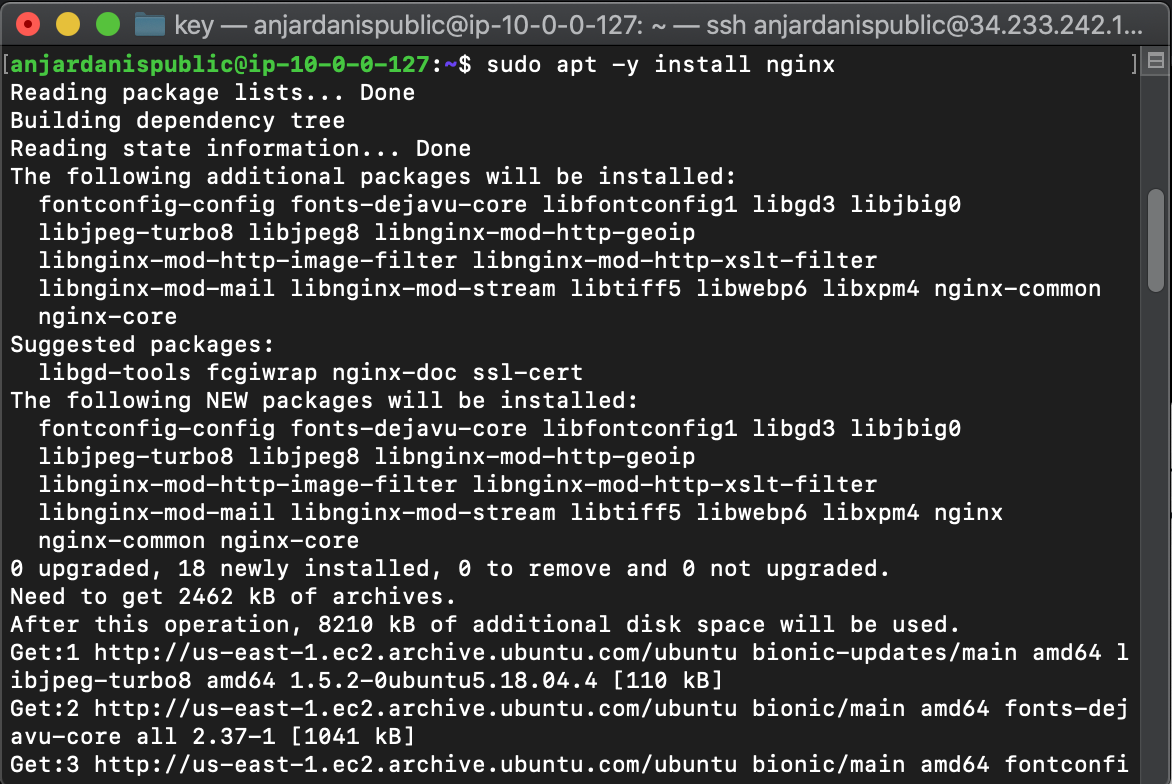 key — anjardanispublic@ip-10-0-0-127: ~ — ssh anjardanispublic@34.233.242.1...
[anjardanispublic@ip-10-0-0-127:~$ sudo apt -y install nginx ]
Reading package lists... Done
Building dependency tree
Reading state information... Done
The following additional packages will be installed:
  fontconfig-config fonts-dejavu-core libfontconfig1 libgd3 libjbig0
  libjpeg-turbo8 libjpeg8 libnginx-mod-http-geoip
  libnginx-mod-http-image-filter libnginx-mod-http-xslt-filter
  libnginx-mod-mail libnginx-mod-stream libtiff5 libwebp6 libxpm4 nginx-common
  nginx-core
Suggested packages:
  libgd-tools fcgiwrap nginx-doc ssl-cert
The following NEW packages will be installed:
  fontconfig-config fonts-dejavu-core libfontconfig1 libgd3 libjbig0
  libjpeg-turbo8 libjpeg8 libnginx-mod-http-geoip
  libnginx-mod-http-image-filter libnginx-mod-http-xslt-filter
  libnginx-mod-mail libnginx-mod-stream libtiff5 libwebp6 libxpm4 nginx
  nginx-common nginx-core
0 upgraded, 18 newly installed, 0 to remove and 0 not upgraded.
Need to get 2462 kB of archives.
After this operation, 8210 kB of additional disk space will be used.
Get:1 http://us-east-1.ec2.archive.ubuntu.com/ubuntu bionic-updates/main amd64 l
ibjpeg-turbo8 amd64 1.5.2-0ubuntu5.18.04.4 [110 kB]
Get:2 http://us-east-1.ec2.archive.ubuntu.com/ubuntu bionic/main amd64 fonts-dej
avu-core all 2.37-1 [1041 kB]
Get:3 http://us-east-1.ec2.archive.ubuntu.com/ubuntu bionic/main amd64 fontconfi